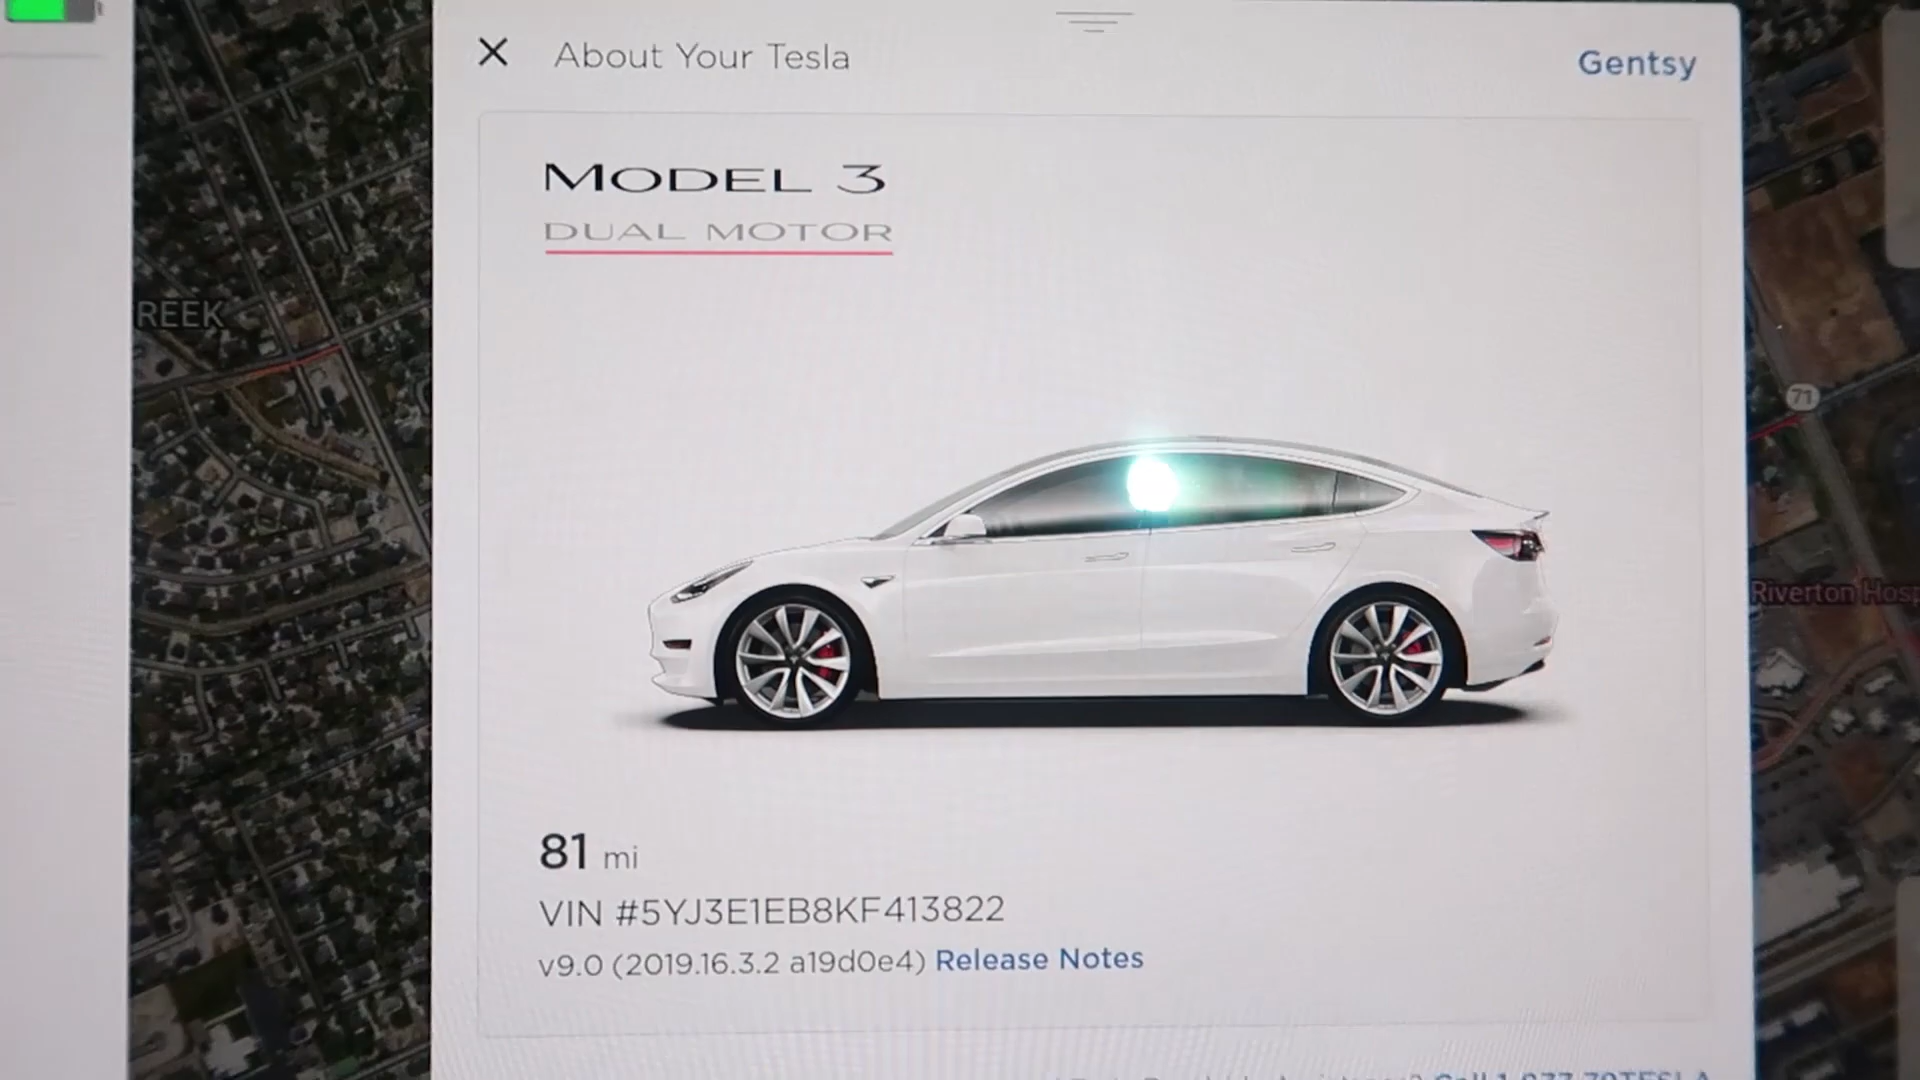 About Your Tesla
Gentsy
MODEL 3
DUAL MOTOR
REEK
71
Riverton Hosp
81 mi
VIN #5YJ3E1EB8KF413822
v9.0 (2019.16.3.2 a19d0e4) Release Notes